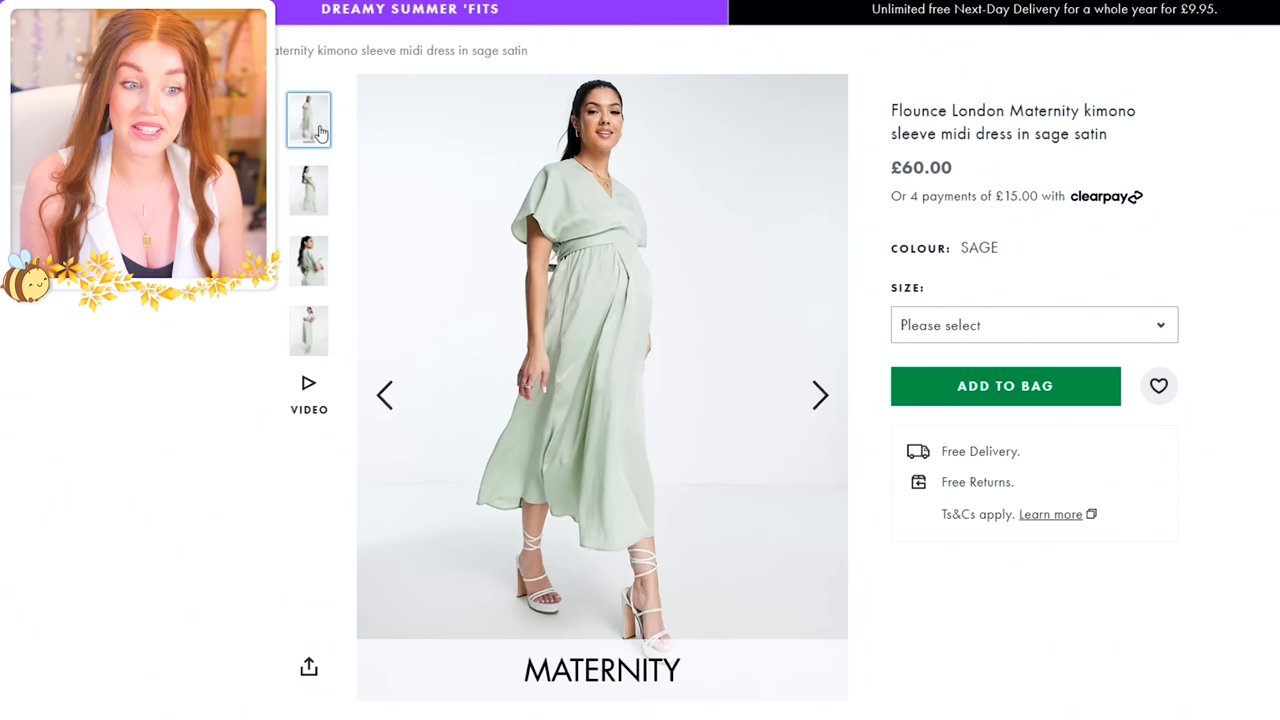 DREAMY SUMMER 'FITS
Unlimited free Next-Day Delivery for a whole year for £9.95.
kimono sleeve midi dress in sage satin
Flounce London Maternity kimono
sleeve midi dress in sage satin
£60.00
Or 4 payments of £15.00 with clearpay
COLOUR: SAGE
SIZE:
Please select
ADD TO BAG
VIDEO
Free Delivery.
Free Returns.
Ts&Cs apply. Learn more
MATERNITY